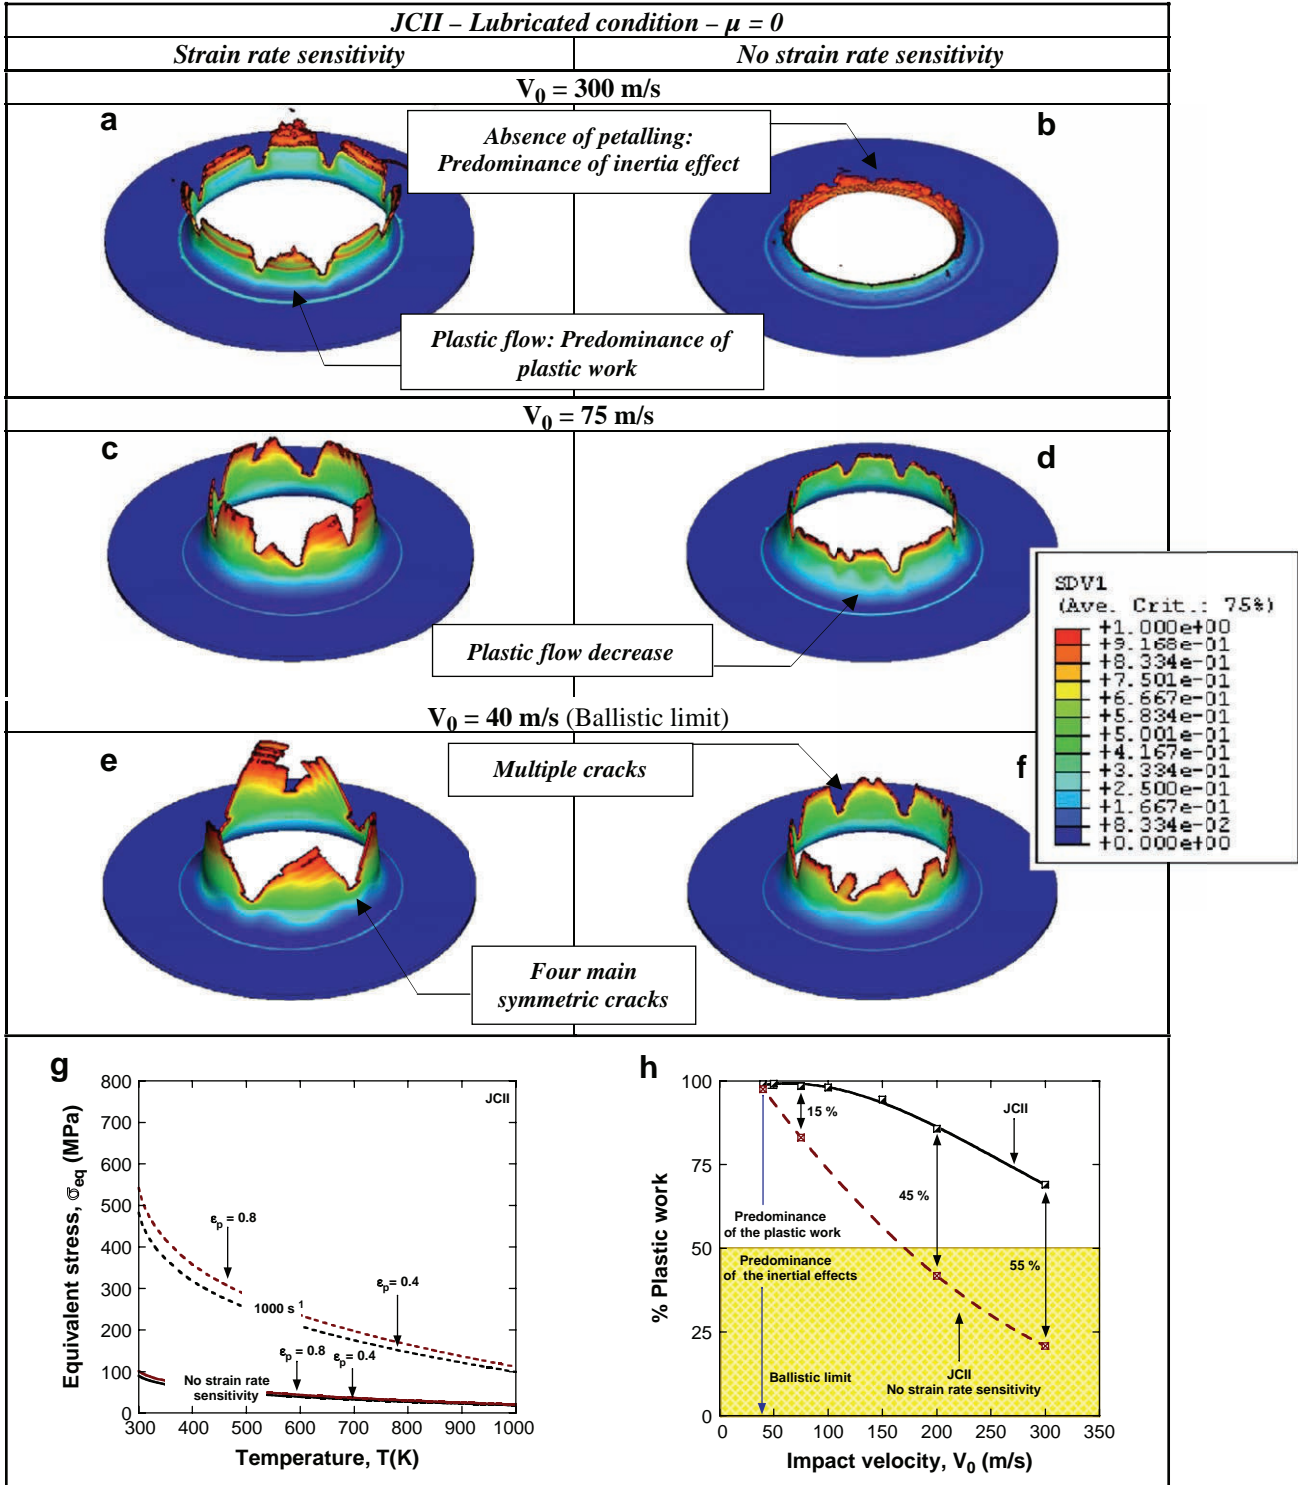 JCII – Lubricated condition – μ = 0
Strain rate sensitivity
No strain rate sensitivity
V0 = 300 m/s
a
b
Absence of petalling:
Predominance of inertia effect
Plastic flow: Predominance of
plastic work
V0 = 75 m/s
c
d
Plastic flow decrease
SDV1
(Ave. Crit.: 75%)
+1.000e+00
+9.168e-01
+8.334e-01
+7.501e-01
+6.667e-01
+5.834e-01
+5.001e-01
+4.167e-01
+3.334e-01
+2.500e-01
+1.667e-01
+8.334e-02
+0.000e+00
V0 = 40 m/s (Ballistic limit)
e
f
Multiple cracks
Four main
symmetric cracks
g
800
700
600
500
400
300
200
100
0
Equivalent stress, σeq (MPa)
JCII
εp = 0.8
1000 s-1
εp = 0.4
εp = 0.8
εp = 0.4
No strain rate
sensitivity
300
400
500
600
700
800
900
1000
Temperature, T(K)
h
100
75
50
25
0
% Plastic work
JCII
15 %
45 %
55 %
Predominance
of the plastic work
Predominance
of the inertial effects
Ballistic limit
JCII
No strain rate sensitivity
0
50
100
150
200
250
300
350
Impact velocity, V0 (m/s)